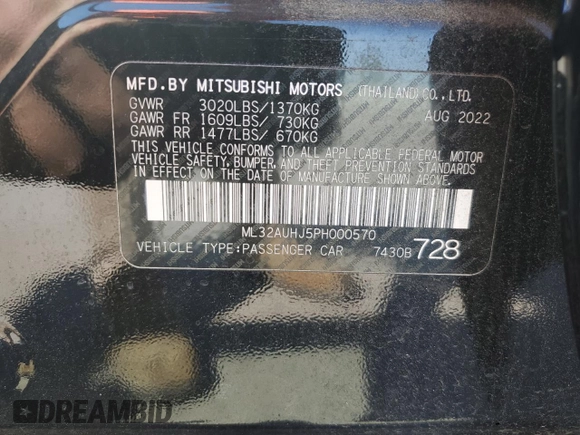 MFD.BY MITSUBISHI MOTORS (THAILAND) CO., LTD.
GVWR 3020LBS/1370KG AUG 2022
GAWR FR 1609LBS/ 730KG
GAWR RR 1477LBS/ 670KG
THIS VEHICLE CONFORMS TO ALL APPLICABLE FEDERAL MOTOR
VEHICLE SAFETY, BUMPER, AND THEFT PREVENTION STANDARDS
IN EFFECT ON THE DATE OF MANUFACTURE SHOWN ABOVE.
ML32AUHJ5PH000570
VEHICLE TYPE:PASSENGER CAR 7430B 728
DREAMBID